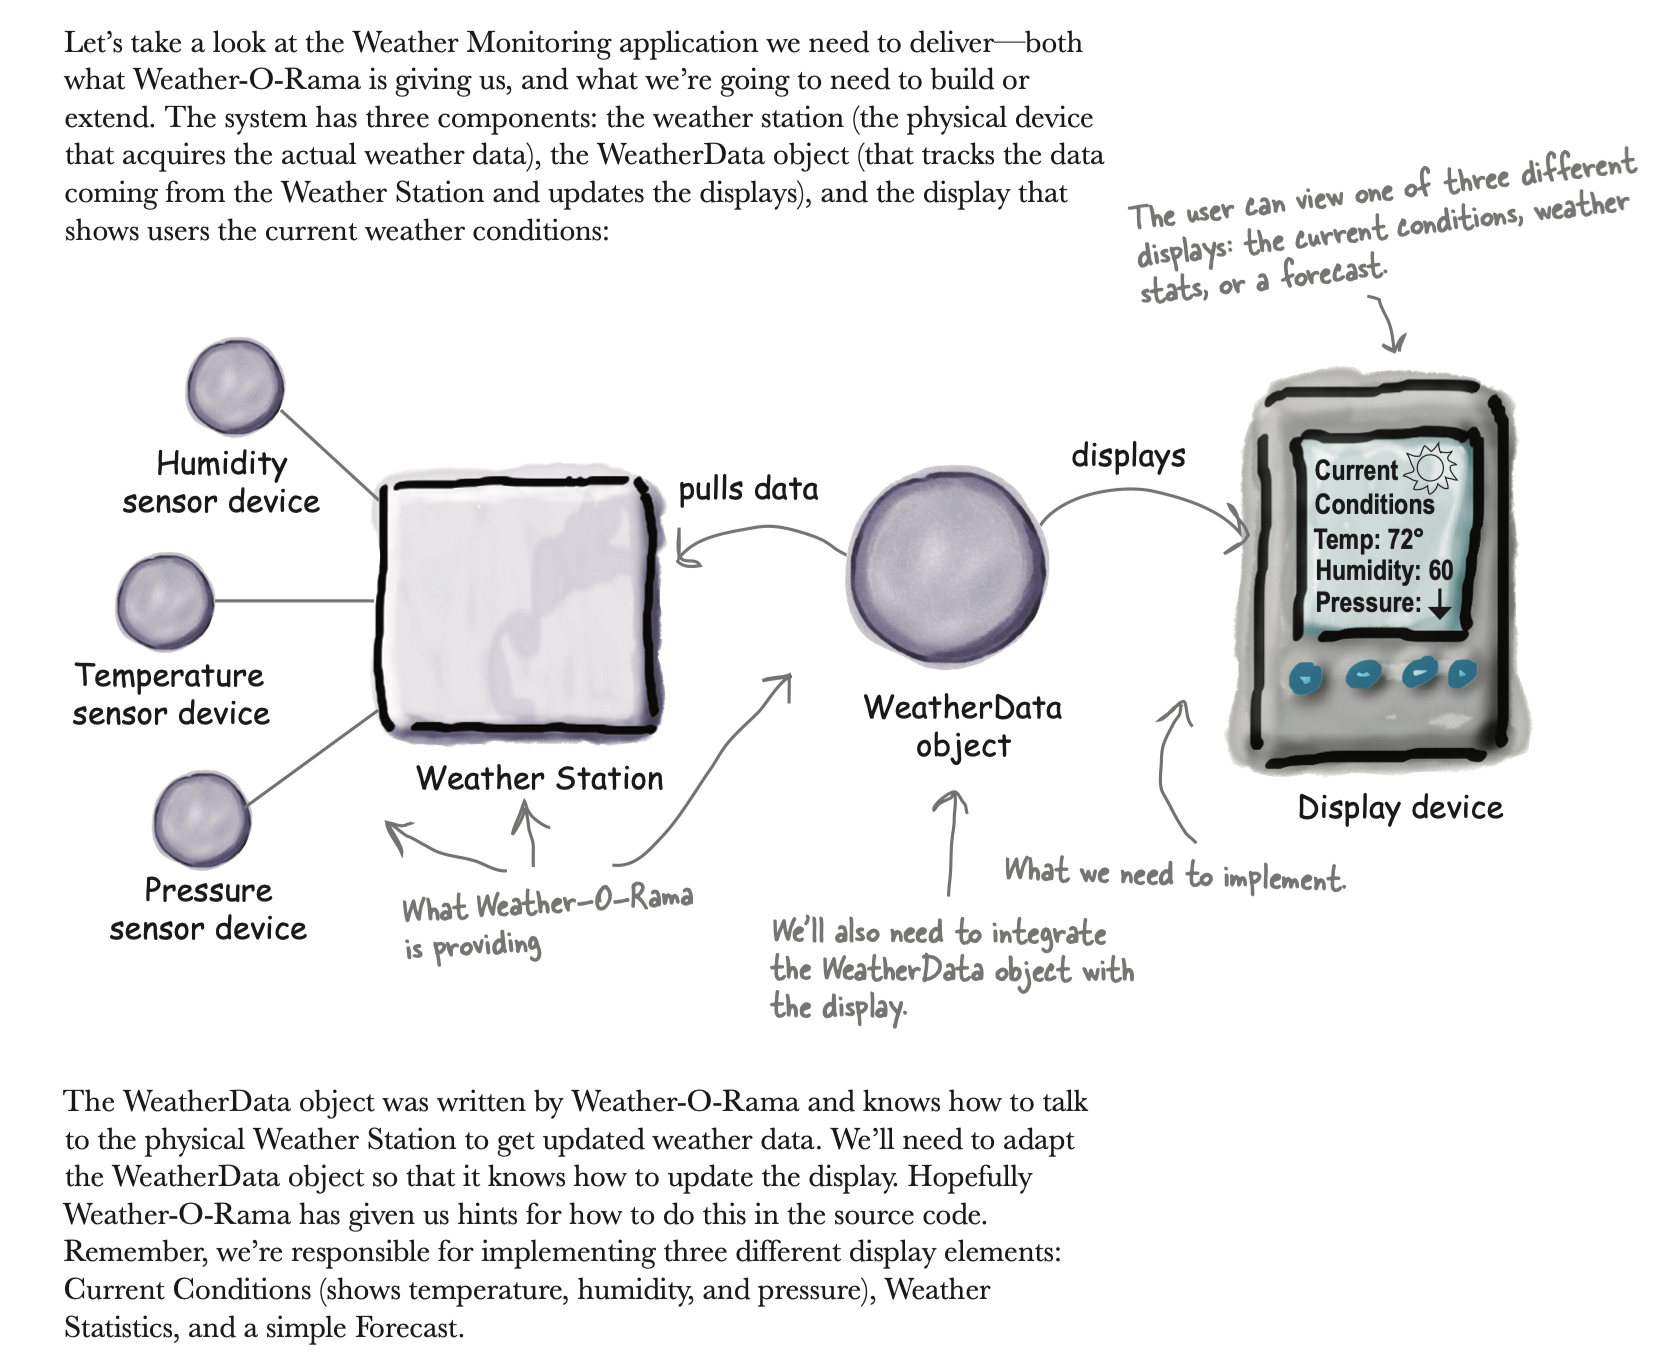 Let’s take a look at the Weather Monitoring application we need to deliver—both
what Weather-O-Rama is giving us, and what we’re going to need to build or
extend. The system has three components: the weather station (the physical device
that acquires the actual weather data), the WeatherData object (that tracks the data
coming from the Weather Station and updates the displays), and the display that
shows users the current weather conditions:
The user can view one of three different
displays: the current conditions, weather
stats, or a forecast.
Humidity
sensor device
Temperature
sensor device
Pressure
sensor device
Weather Station
pulls data
WeatherData
object
displays
Current
Conditions
Temp: 72°
Humidity: 60
Pressure:
Display device
What Weather-O-Rama
is providing
We’ll also need to integrate
the WeatherData object with
the display.
What we need to implement.
The WeatherData object was written by Weather-O-Rama and knows how to talk
to the physical Weather Station to get updated weather data. We’ll need to adapt
the WeatherData object so that it knows how to update the display. Hopefully
Weather-O-Rama has given us hints for how to do this in the source code.
Remember, we’re responsible for implementing three different display elements:
Current Conditions (shows temperature, humidity, and pressure), Weather
Statistics, and a simple Forecast.